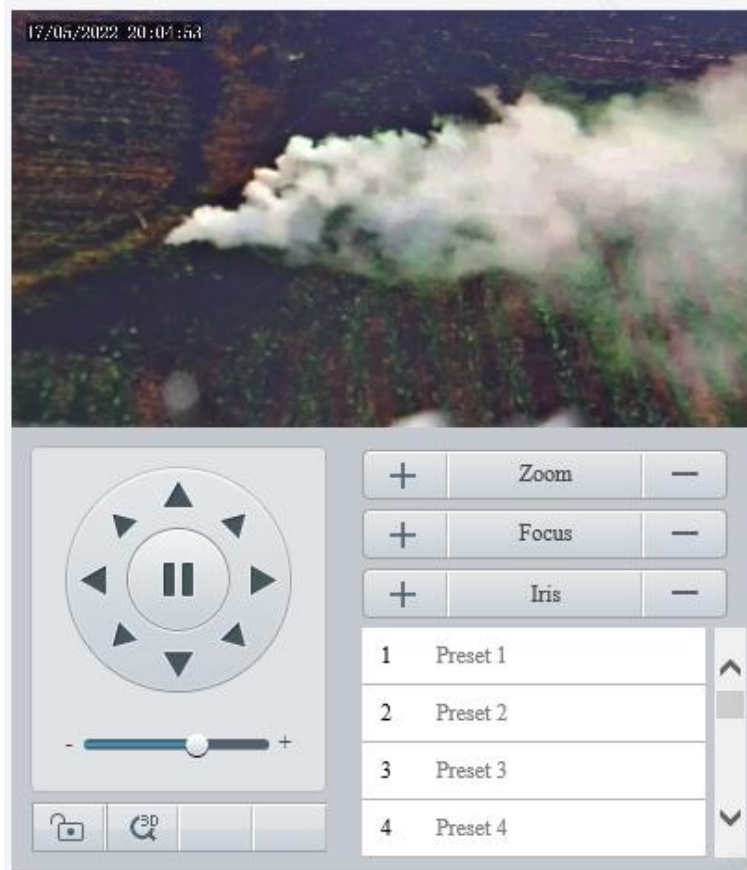 17/05/2022 20:04:53
+ Zoom —
+ Focus —
+ Iris —
1 Preset 1
2 Preset 2
3 Preset 3
4 Preset 4
- +
3D